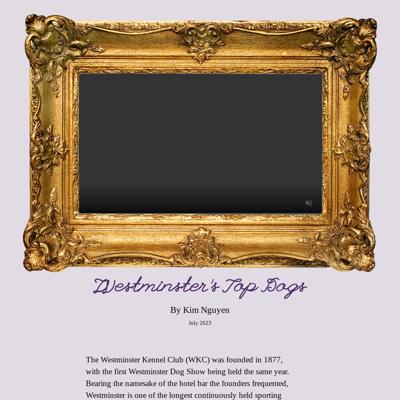 Westminster's Top Dogs
By Kim Nguyen
July 2023
The Westminster Kennel Club (WKC) was founded in 1877,
with the first Westminster Dog Show being held the same year.
Bearing the namesake of the hotel bar the founders frequented,
Westminster is one of the longest continuously held sporting